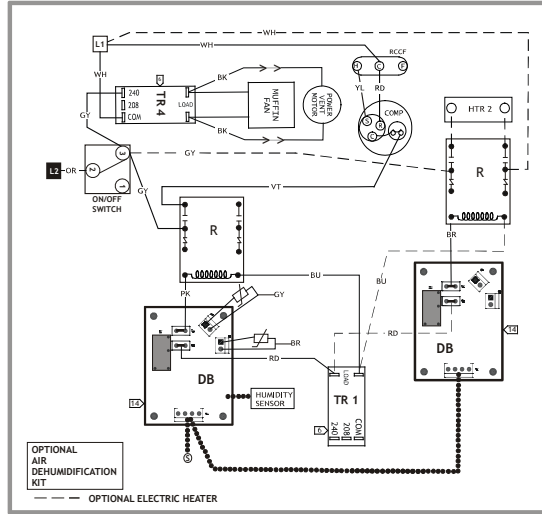 WH
L1
WH
RCCF
H
C
F
WH
6
TR 4
240
208
COM
LOAD
BK
BK
MUFFIN
FAN
POWER
VENT
MOTOR
YL
RD
COMP
S
R
C
HTR 2
GY
3
GY
L2
OR
2
1
ON/OFF
SWITCH
GY
VT
R
R
BR
BU
BU
PK
GY
BR
RD
RD
DB
DB
14
14
HUMIDITY
SENSOR
LOAD
TR 1
6
240
208
COM
S
OPTIONAL
AIR
DEHUMIDIFICATION
KIT
OPTIONAL ELECTRIC HEATER